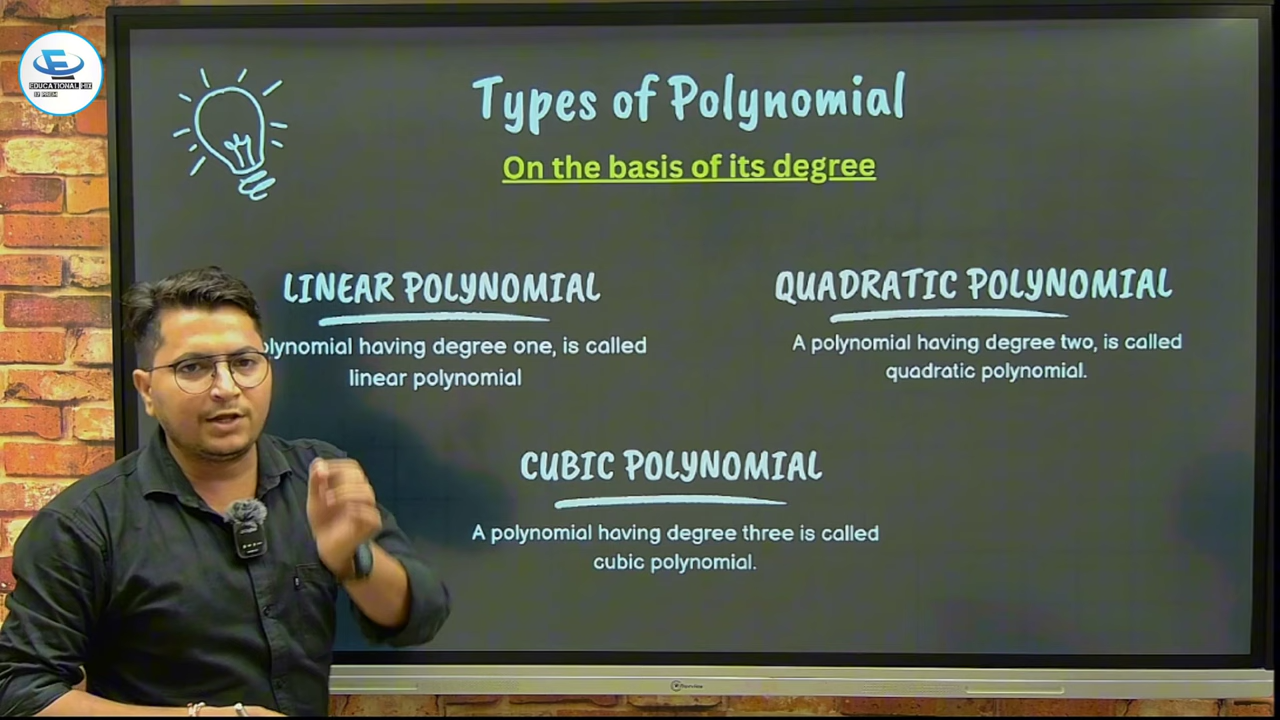 EDUCATIONAL
Types of Polynomial
On the basis of its degree
LINEAR POLYNOMIAL
olynomial having degree one, is called
linear polynomial
QUADRATIC POLYNOMIAL
A polynomial having degree two, is called
quadratic polynomial.
CUBIC POLYNOMIAL
A polynomial having degree three is called
cubic polynomial.